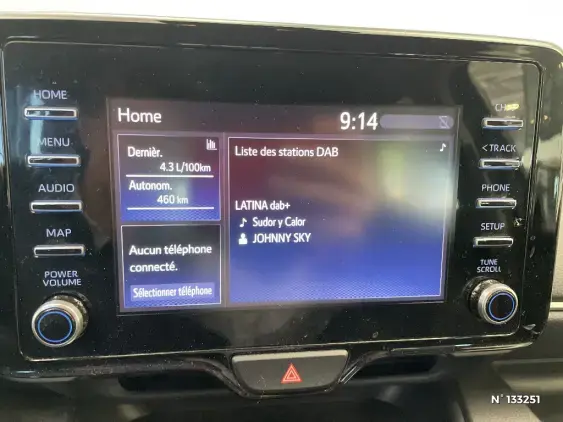 HOME
MENU
AUDIO
MAP
POWER
VOLUME
Home
9:14
Dernièr.
4.3 L/100km
Autonom.
460 km
Aucun téléphone
connecté.
Sélectionner téléphone
Liste des stations DAB
LATINA dab+
Sudor y Calor
JOHNNY SKY
< TRACK
PHONE
SETUP
TUNE
SCROLL
N°133251